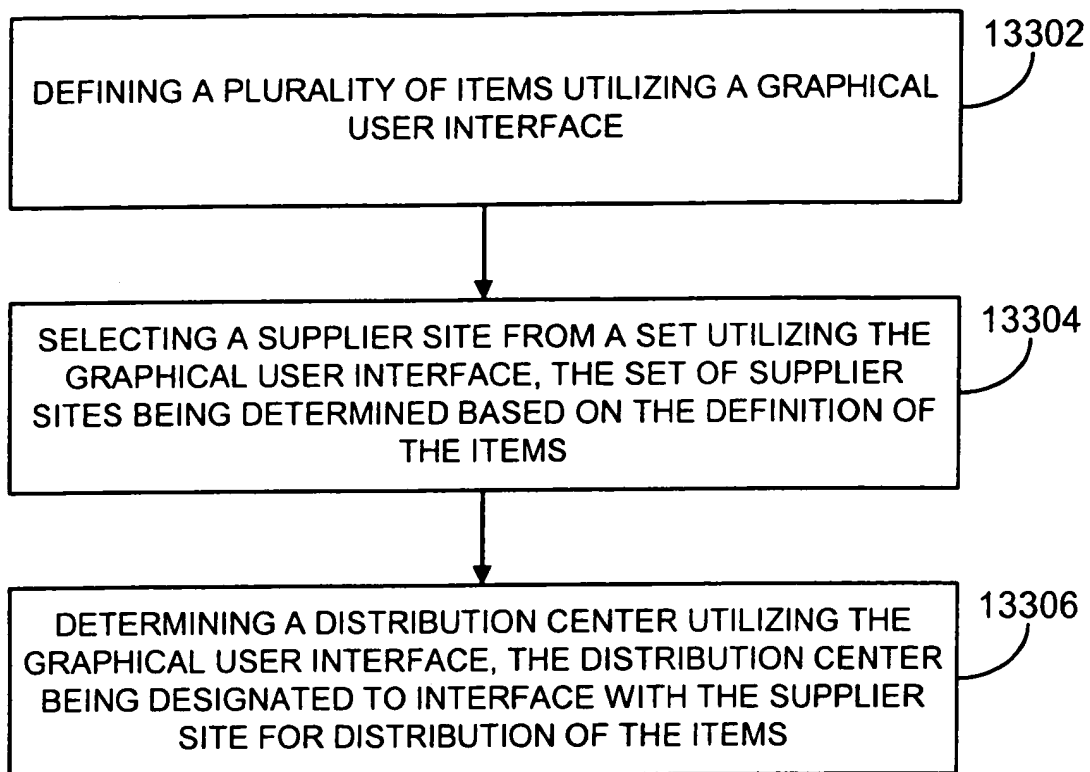 13302
DEFINING A PLURALITY OF ITEMS UTILIZING A GRAPHICAL
USER INTERFACE
13304
SELECTING A SUPPLIER SITE FROM A SET UTILIZING THE
GRAPHICAL USER INTERFACE, THE SET OF SUPPLIER
SITES BEING DETERMINED BASED ON THE DEFINITION OF
THE ITEMS
13306
DETERMINING A DISTRIBUTION CENTER UTILIZING THE
GRAPHICAL USER INTERFACE, THE DISTRIBUTION CENTER
BEING DESIGNATED TO INTERFACE WITH THE SUPPLIER
SITE FOR DISTRIBUTION OF THE ITEMS